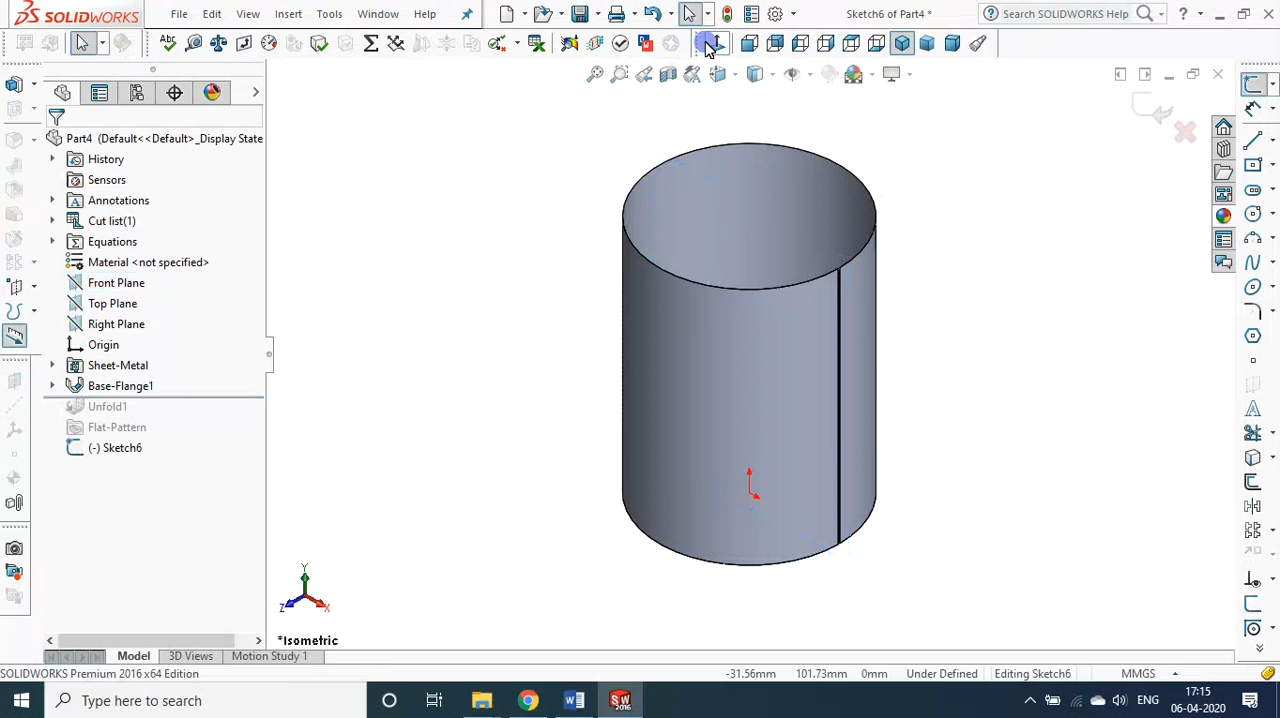 SOLIDWORKS File Edit View Insert Tools Window Help Sketch6 of Part4 * Search SOLIDWORKS Help
Part4 (Default<<Default>_Display State
History
Sensors
Annotations
Cut list(1)
Equations
Material <not specified>
Front Plane
Top Plane
Right Plane
Origin
Sheet-Metal
Base-Flange1
Unfold1
Flat-Pattern
(-) Sketch6
Y
Z
X
*Isometric
Model 3D Views Motion Study 1
SOLIDWORKS Premium 2016 x64 Edition -31.56mm 101.73mm 0mm Under Defined Editing Sketch6 MMGS
Type here to search SW 2016 ENG 17:15
06-04-2020